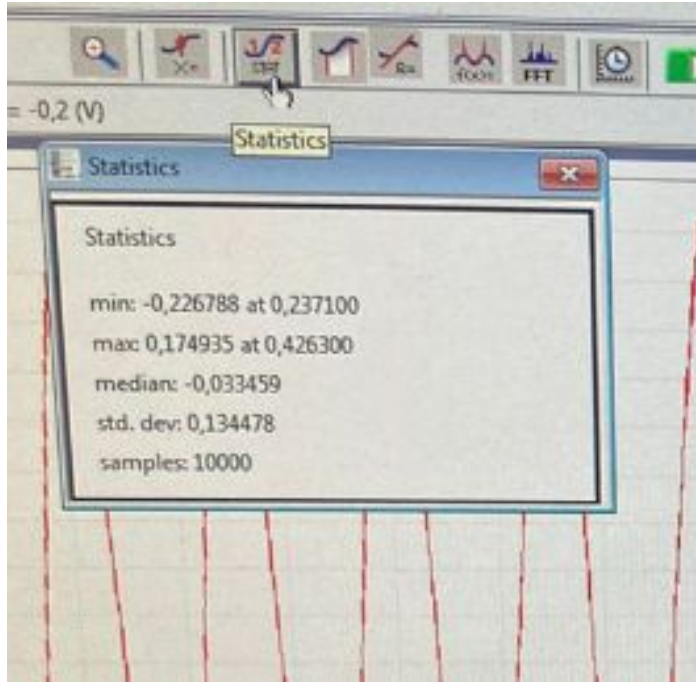 FFT
= -0,2 (V)
Statistics
Statistics
Statistics
min: -0,226788 at 0,237100
max: 0,174935 at 0,426300
median: -0,033459
std. dev: 0,134478
samples: 10000